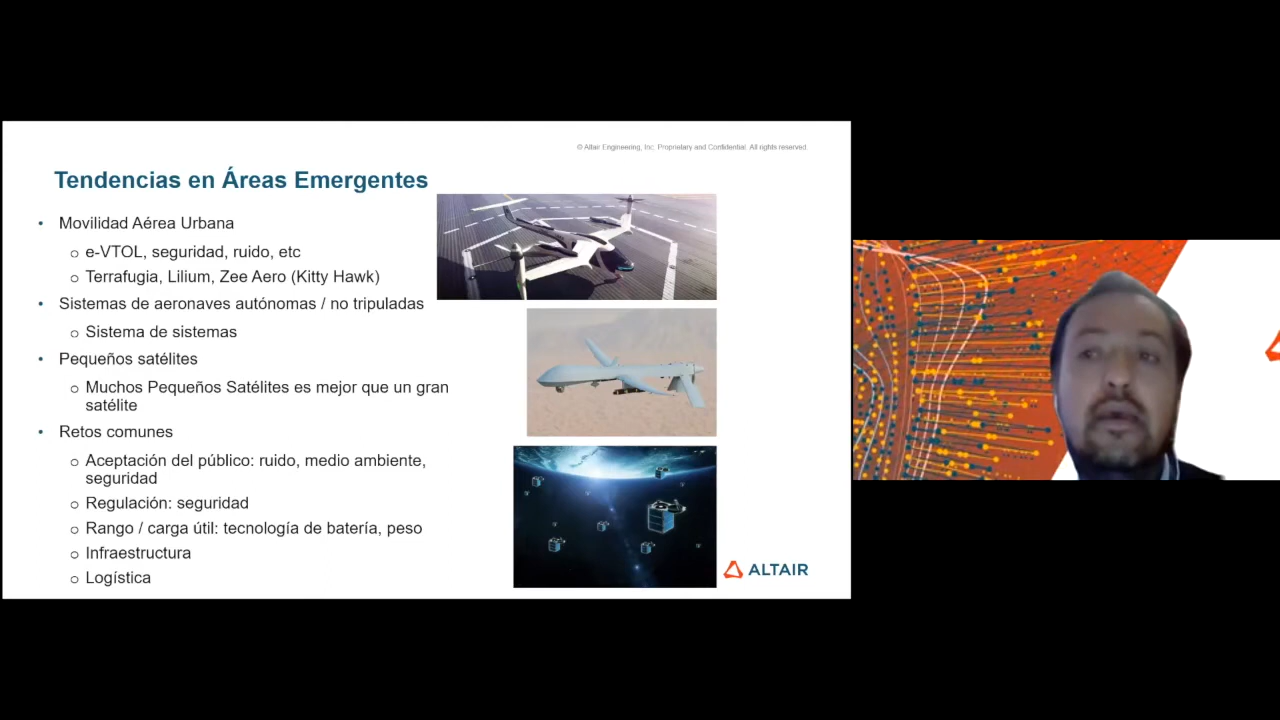 © Altair Engineering, Inc. Proprietary and Confidential. All rights reserved.
Tendencias en Áreas Emergentes
• Movilidad Aérea Urbana
o e-VTOL, seguridad, ruido, etc
o Terrafugia, Lilium, Zee Aero (Kitty Hawk)
• Sistemas de aeronaves autónomas / no tripuladas
o Sistema de sistemas
• Pequeños satélites
o Muchos Pequeños Satélites es mejor que un gran
satélite
• Retos comunes
o Aceptación del público: ruido, medio ambiente,
seguridad
o Regulación: seguridad
o Rango / carga útil: tecnología de batería, peso
o Infraestructura
o Logística
ALTAIR